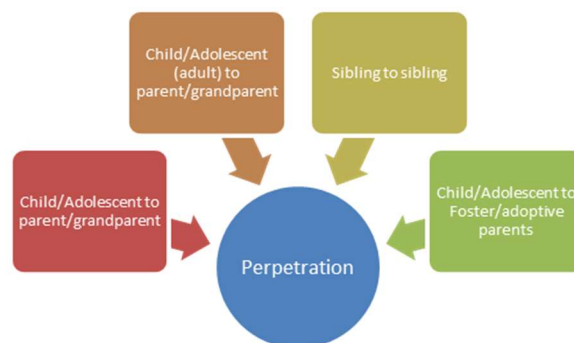 Child/Adolescent
(adult) to
parent/grandparent
Sibling to sibling
Child/Adolescent to
parent/grandparent
Child/Adolescent to
Foster/adoptive
parents
Perpetration